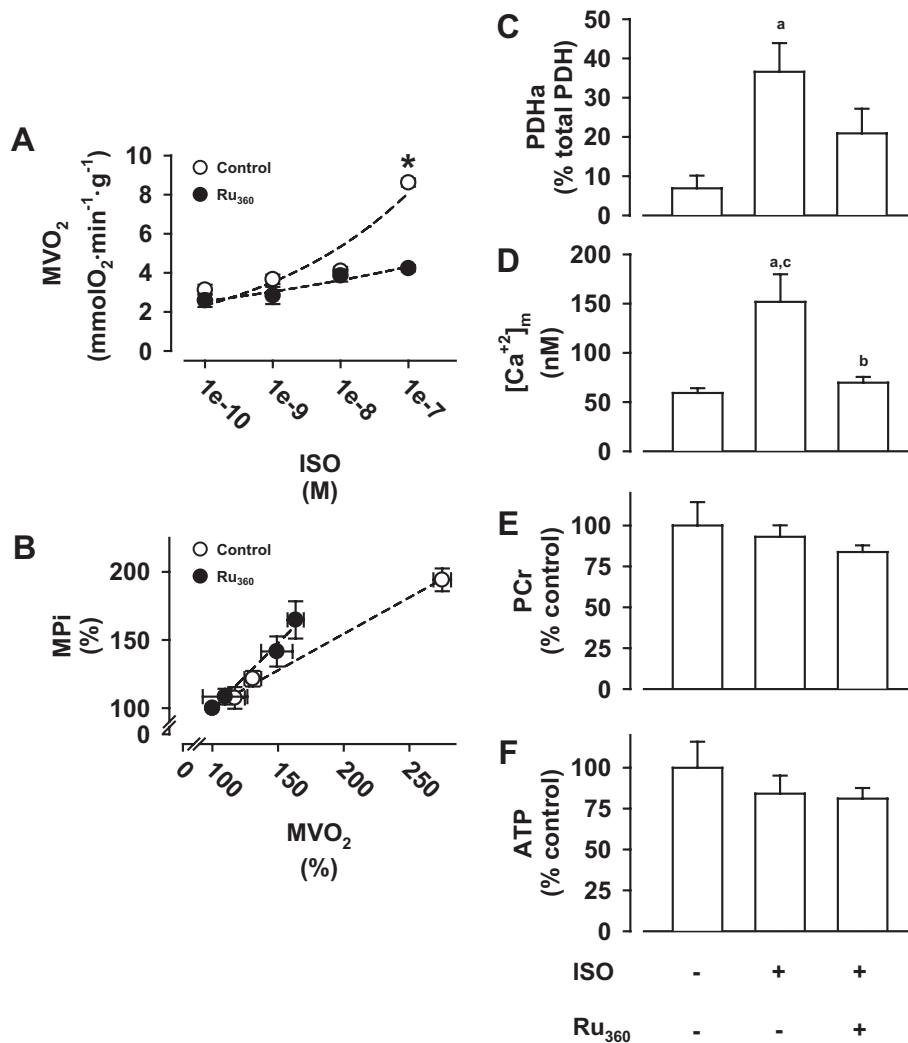 A
MVO2
(mmolO2·min-1·g-1)
10
8
6
4
2
0
Control
Ru360
*
1e-10
1e-9
1e-8
1e-7
ISO
(M)
B
MPi
(%)
200
150
100
0
Control
Ru360
0
100
150
200
250
MVO2
(%)
C
PDHa
(% total PDH)
50
40
30
20
10
0
a
D
[Ca+2]m
(nM)
200
150
100
50
0
a,c
b
E
PCr
(% control)
100
75
50
25
0
F
ATP
(% control)
100
75
50
25
0
ISO - + +
Ru360 - - +